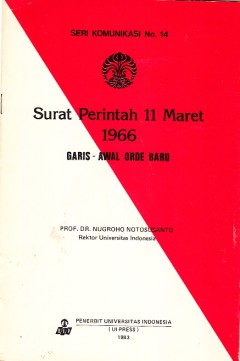 SERI KOMUNIKASI No. 14
Surat Perintah 11 Maret
1966
GARIS - AWAL ORDE BARU
PROF. DR. NUGROHO NOTOSUSANTO
Rektor Universitas Indonesia
PENERBIT UNIVERSITAS INDONESIA
( UI-PRESS )
1983